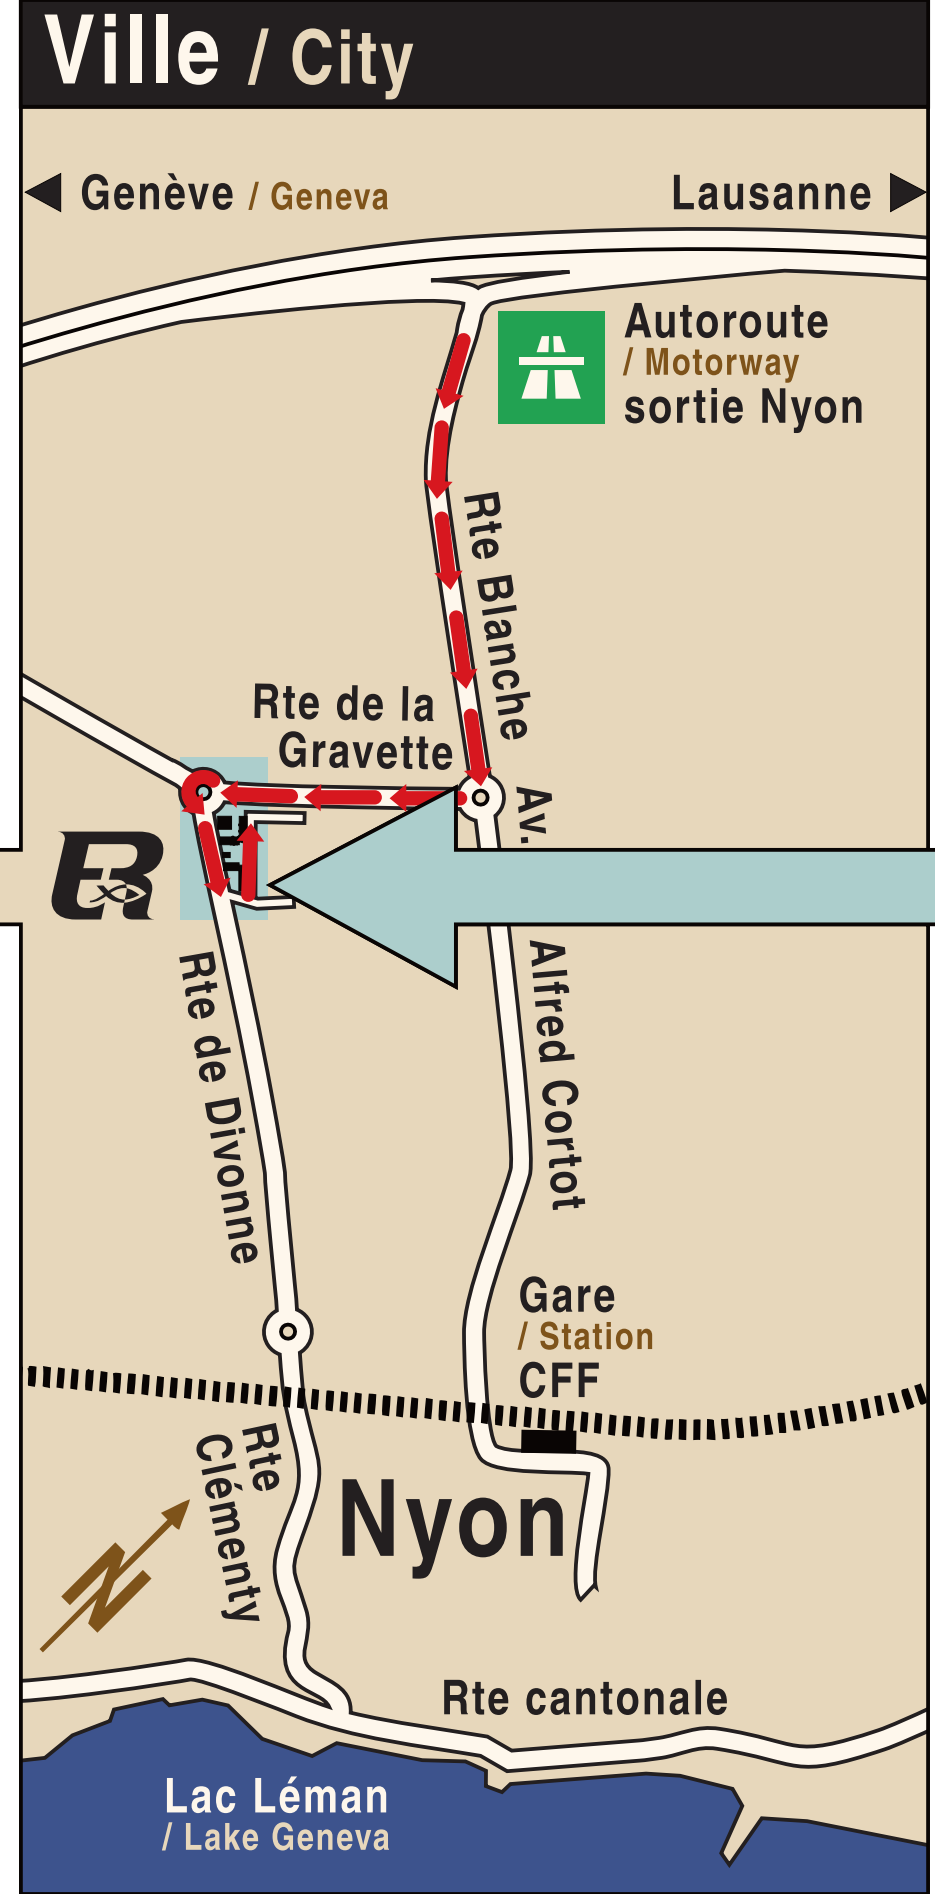 Ville / City
Genève / Geneva
Lausanne
Autoroute
/ Motorway
sortie Nyon
Rte Blanche
Rte de la
Gravette
Av.
Alfred Cortot
ER
Rte de Divonne
Gare
/ Station
CFF
Rte
Clémenty
Nyon
N
Rte cantonale
Lac Léman
/ Lake Geneva